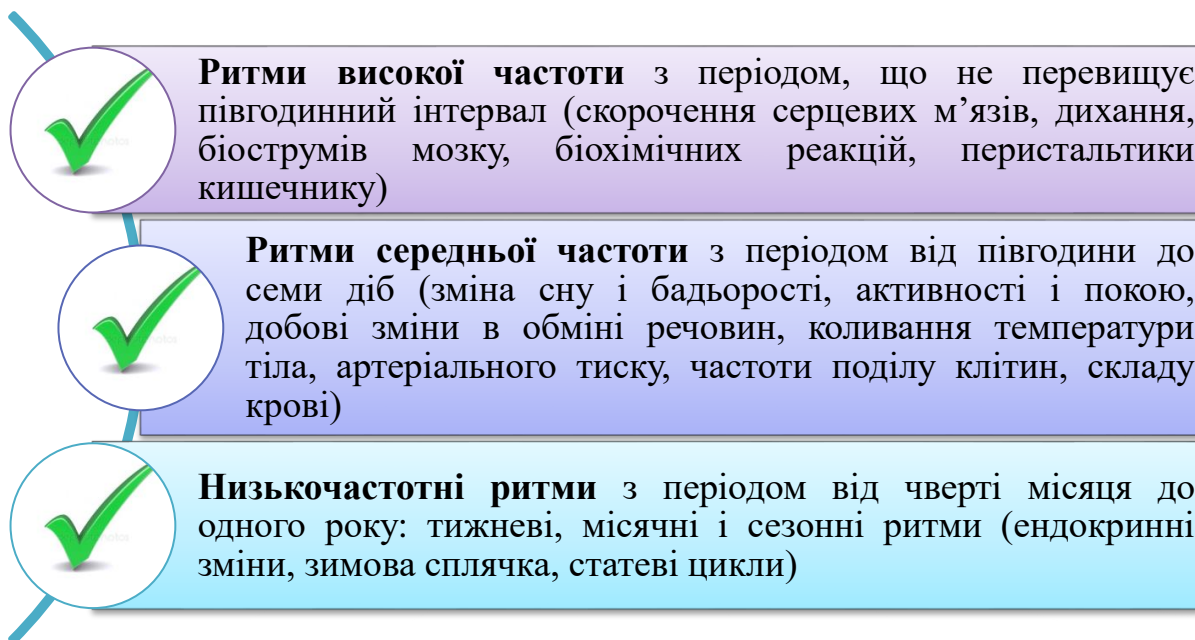 Ритми високої частоти з періодом, що не перевищує
півгодинний інтервал (скорочення серцевих м’язів, дихання,
біострумів мозку, біохімічних реакцій, перистальтики
кишечнику)
Ритми середньої частоти з періодом від півгодини до
семи діб (зміна сну і бадьорості, активності і покою,
добові зміни в обміні речовин, коливання температури
тіла, артеріального тиску, частоти поділу клітин, складу
крові)
Низькочастотні ритми з періодом від чверті місяця до
одного року: тижневі, місячні і сезонні ритми (ендокринні
зміни, зимова сплячка, статеві цикли)